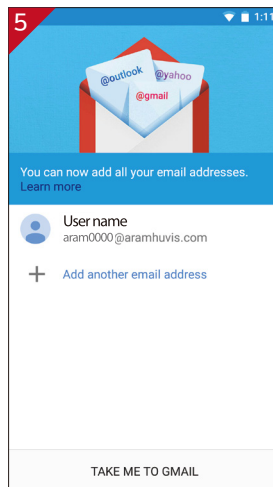 5
1:11
@outlook
@yahoo
@gmail
You can now add all your email addresses.
Learn more
User name
aram0000@aramhuvis.com
Add another email address
TAKE ME TO GMAIL